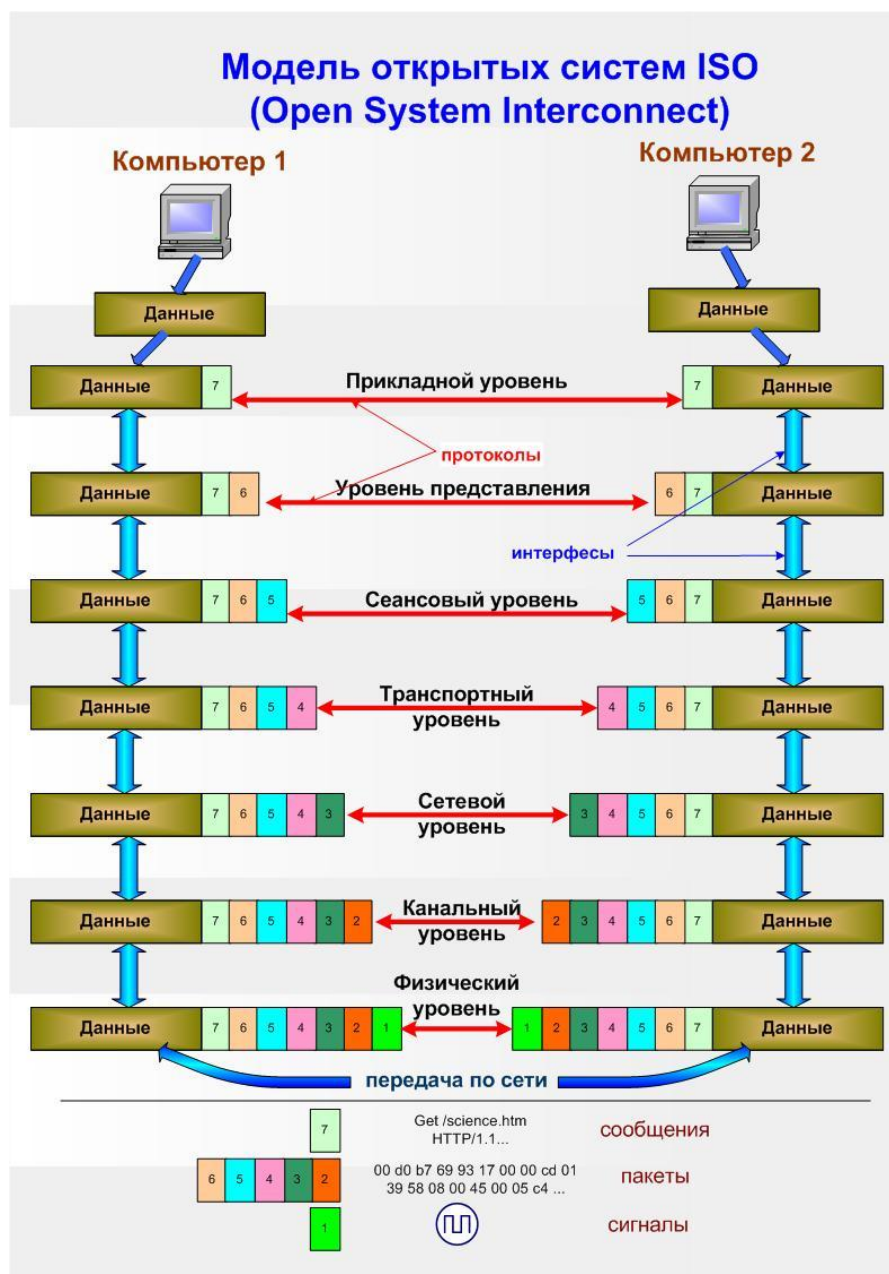 Модель открытых систем ISO
(Open System Interconnect)
Компьютер 1
Компьютер 2
Данные
Данные
Данные 7 Прикладной уровень 7 Данные
протоколы
Данные 7 6 Уровень представления 6 7 Данные
интерфесы
Данные 7 6 5 Сеансовый уровень 5 6 7 Данные
Данные 7 6 5 4 Транспортный 4 5 6 7 Данные
уровень
Данные 7 6 5 4 3 Сетевой 3 4 5 6 7 Данные
уровень
Данные 7 6 5 4 3 2 Канальный 2 3 4 5 6 7 Данные
уровень
Физический
уровень
Данные 7 6 5 4 3 2 1 1 2 3 4 5 6 7 Данные
передача по сети
7 Get /science.htm сообщения
HTTP/1.1...
6 5 4 3 2 00 d0 b7 69 93 17 00 00 cd 01 пакеты
39 58 08 00 45 00 05 c4 ...
1 сигналы